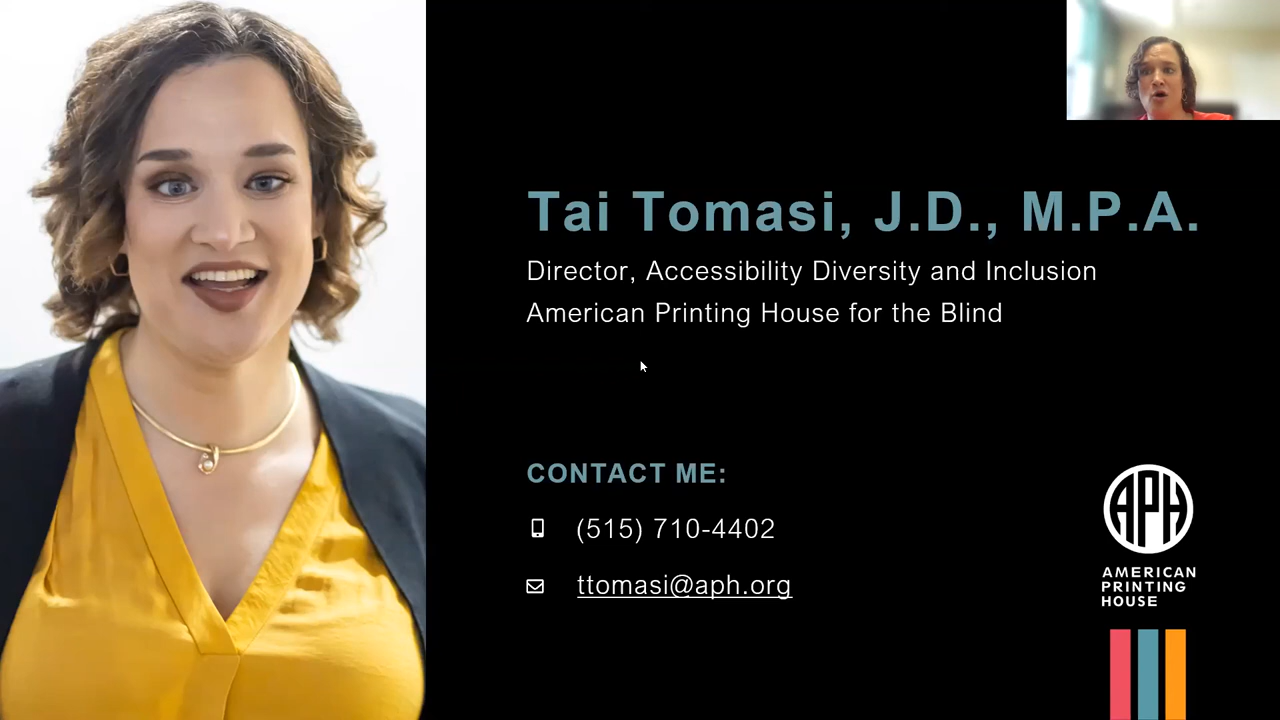 Tai Tomasi, J.D., M.P.A.
Director, Accessibility Diversity and Inclusion
American Printing House for the Blind
CONTACT ME:
(515) 710-4402
ttomasi@aph.org
APH
AMERICAN
PRINTING
HOUSE